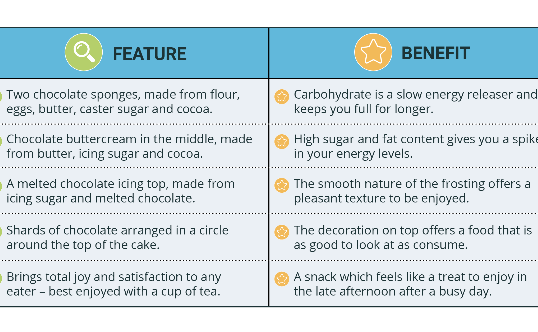 FEATURE
BENEFIT
Two chocolate sponges, made from flour,
eggs, butter, caster sugar and cocoa.
Carbohydrate is a slow energy releaser and
keeps you full for longer.
Chocolate buttercream in the middle, made
from butter, icing sugar and cocoa.
High sugar and fat content gives you a spike
in your energy levels.
A melted chocolate icing top, made from
icing sugar and melted chocolate.
The smooth nature of the frosting offers a
pleasant texture to be enjoyed.
Shards of chocolate arranged in a circle
around the top of the cake.
The decoration on top offers a food that is
as good to look at as consume.
Brings total joy and satisfaction to any
eater – best enjoyed with a cup of tea.
A snack which feels like a treat to enjoy in
the late afternoon after a busy day.